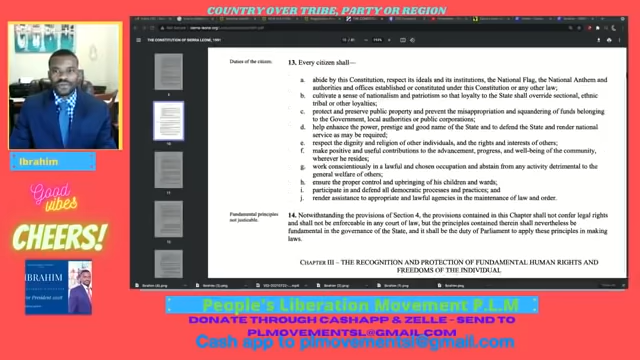 COUNTRY OVER TRIBE, PARTY OR REGION
THE CONSTITUTION OF SIERRA LEONE, 1991
Duties of the citizen.
13. Every citizen shall—
a. abide by this Constitution, respect its ideals and its institutions, the National Flag, the National Anthem and
authorities and offices established or constituted under this Constitution or any other law;
b. cultivate a sense of nationalism and patriotism so that loyalty to the State shall override sectional, ethnic
tribal or other loyalties;
c. protect and preserve public property and prevent the misappropriation and squandering of funds belonging
to the Government, local authorities or public corporations;
d. help enhance the power, prestige and good name of the State and to defend the State and render national
service as may be required;
e. respect the dignity and religion of other individuals, and the rights and interests of others;
f. make positive and useful contributions to the advancement, progress, and well-being of the community,
wherever he resides;
g. work conscientiously in a lawful and chosen occupation and abstain from any activity detrimental to the
general welfare of others;
h. ensure the proper control and upbringing of his children and wards;
i. participate in and defend all democratic processes and practices; and
j. render assistance to appropriate and lawful agencies in the maintenance of law and order.
Fundamental principles
not justicable.
14. Notwithstanding the provisions of Section 4, the provisions contained in this Chapter shall not confer legal rights
and shall not be enforceable in any court of law, but the principles contained therein shall nevertheless be
fundamental in the governance of the State, and it shall be the duty of Parliament to apply these principles in making
laws.
CHAPTER III – THE RECOGNITION AND PROTECTION OF FUNDAMENTAL HUMAN RIGHTS AND
FREEDOMS OF THE INDIVIDUAL
Ibrahim
Good
vibes
CHEERS!
IBRAHIM
People's Liberation Movement P.L.M
DONATE THROUGH CASHAPP & ZELLE - SEND TO
PLMOVEMENTSL@GMAIL.COM
Cash app to plmovementsl@gmail.com